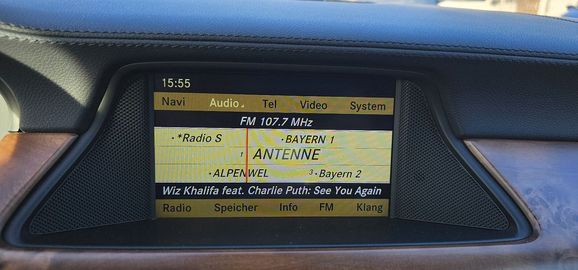 15:55
Navi Audio Tel Video System
FM 107.7 MHz
·*Radio S ·BAYERN 1
1 ANTENNE
·ALPENWEL 3·Bayern 2
Wiz Khalifa feat. Charlie Puth: See You Again
Radio Speicher Info FM Klang